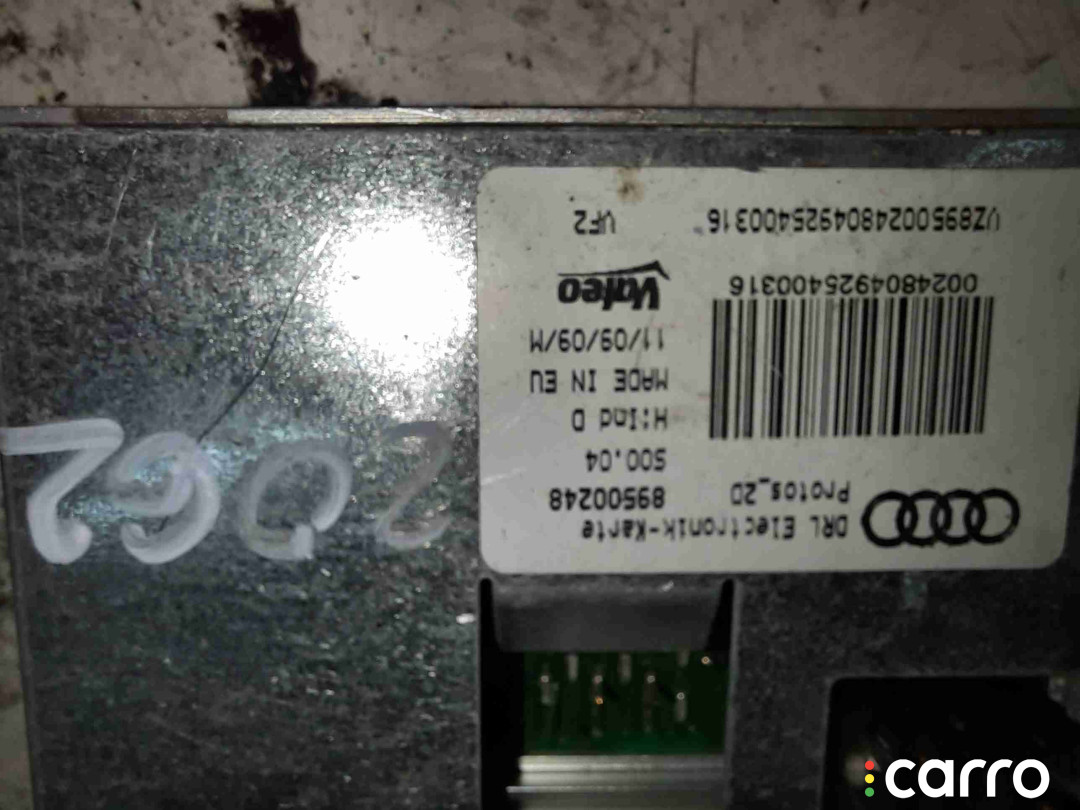 DRL Electronik-Karte
Protos_2D 89500248
500.04
H:Ind D
MADE IN EU
11/09/09/M
Valeo
0024804925400316
VZ8950024804925400316 VF2
2062
carro